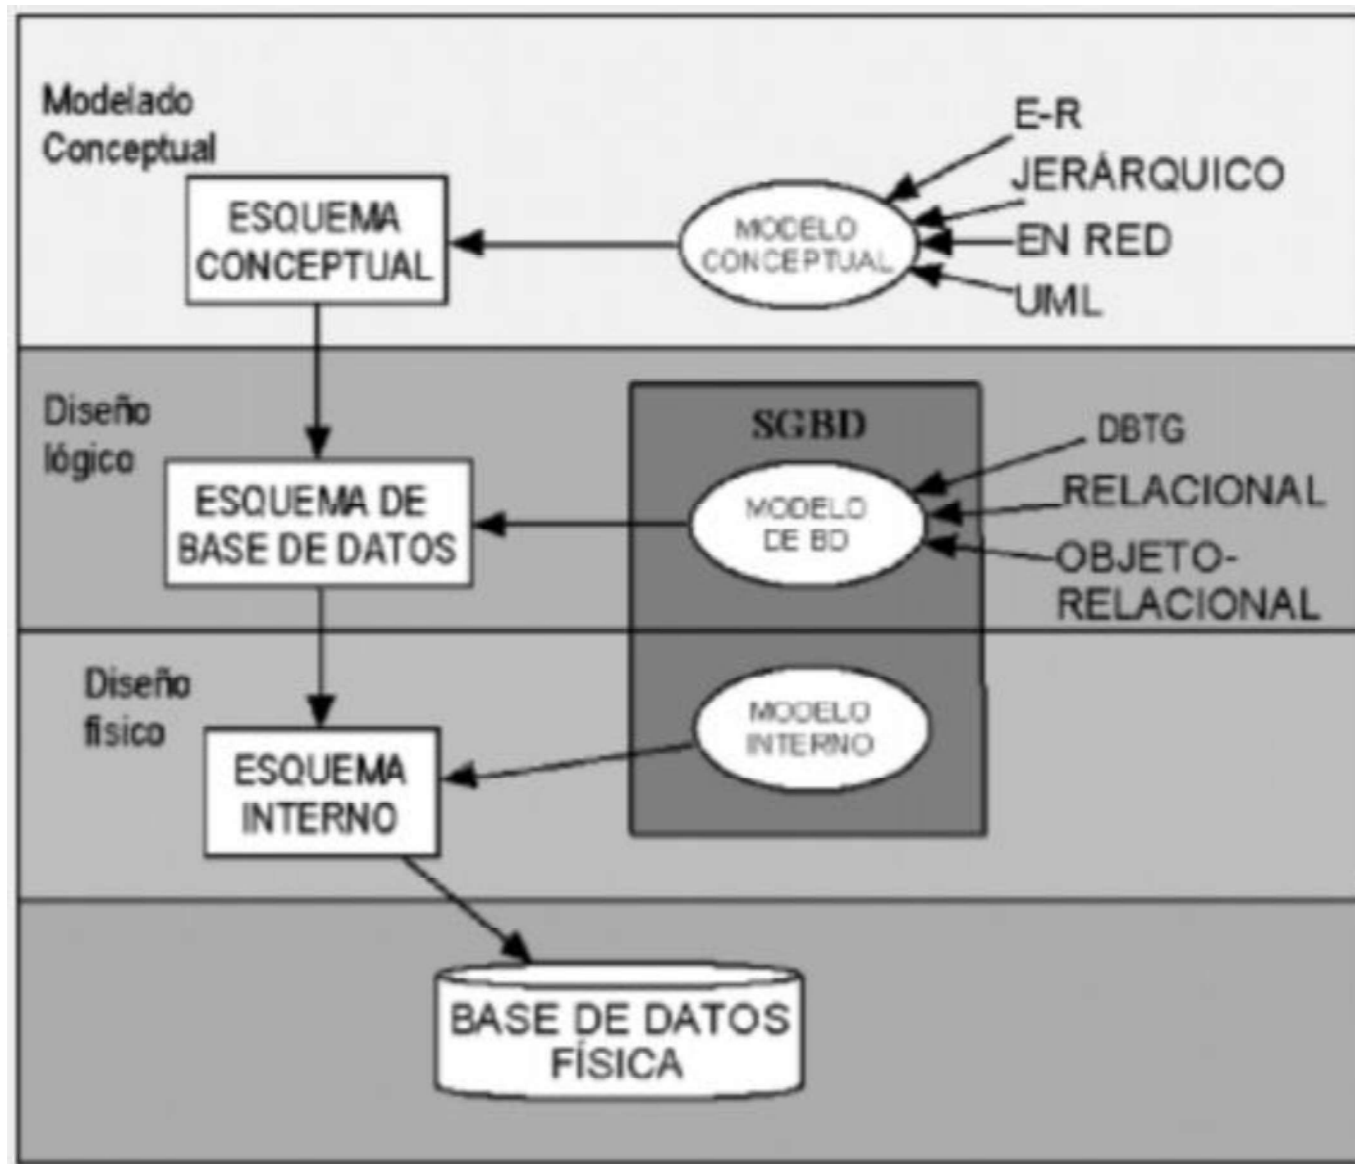 Modelado
Conceptual
E-R
JERÁRQUICO
EN RED
UML
MODELO
CONCEPTUAL
ESQUEMA
CONCEPTUAL
Diseño
lógico
SGBD
DBTG
RELACIONAL
OBJETO-
RELACIONAL
MODELO
DE BD
ESQUEMA DE
BASE DE DATOS
Diseño
físico
MODELO
INTERNO
ESQUEMA
INTERNO
BASE DE DATOS
FÍSICA